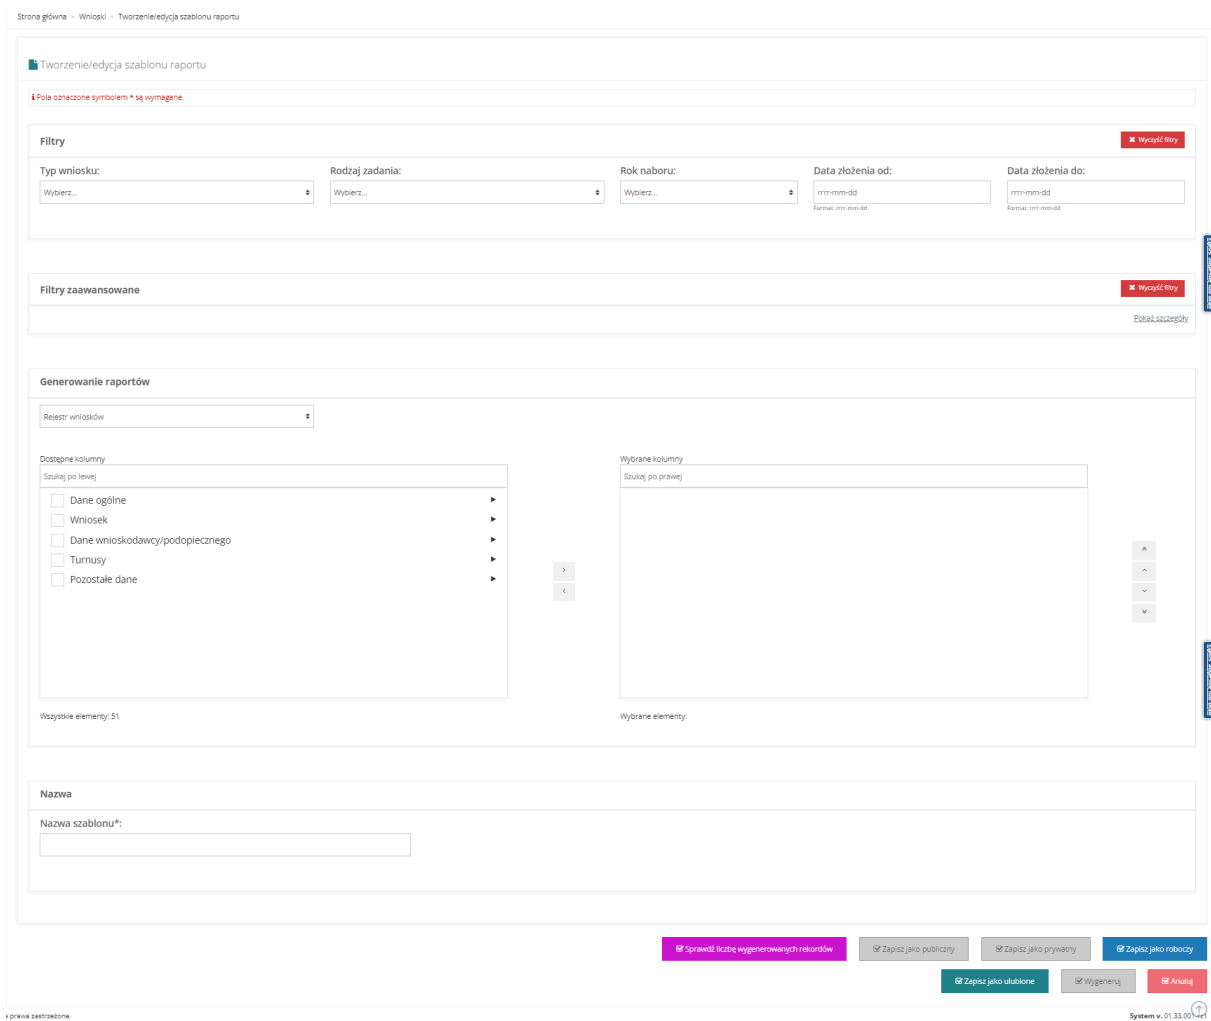 Strona główna - Wnioski - Tworzenie/edycja szablonu raportu
Tworzenie/edycja szablonu raportu
Pola oznaczone symbolem * są wymagane.
Filtry
Wyczyść filtry
Typ wniosku: Rodzaj zadania: Rok naboru: Data złożenia od: Data złożenia do:
Wybierz... Wybierz... Wybierz... rrrr-mm-dd rrrr-mm-dd
Format: rrrr-mm-dd Format: rrrr-mm-dd
Filtry zaawansowane
Wyczyść filtry
Pokaż szczegóły
Generowanie raportów
Rejestr wniosków
Dostępne kolumny Wybrane kolumny
Szukaj po lewej Szukaj po prawej
Dane ogólne
Wniosek
Dane wnioskodawcy/podopiecznego
Turnusy
Pozostałe dane
Wszystkie elementy: 51 Wybrane elementy:
Nazwa
Nazwa szablonu*:
Sprawdź liczbę wygenerowanych rekordów Zapisz jako publiczny Zapisz jako prywatny Zapisz jako roboczy
Zapisz jako ulubione Wygeneruj Anuluj
prawa zastrzeżone. System v. 01.33.001-rc1